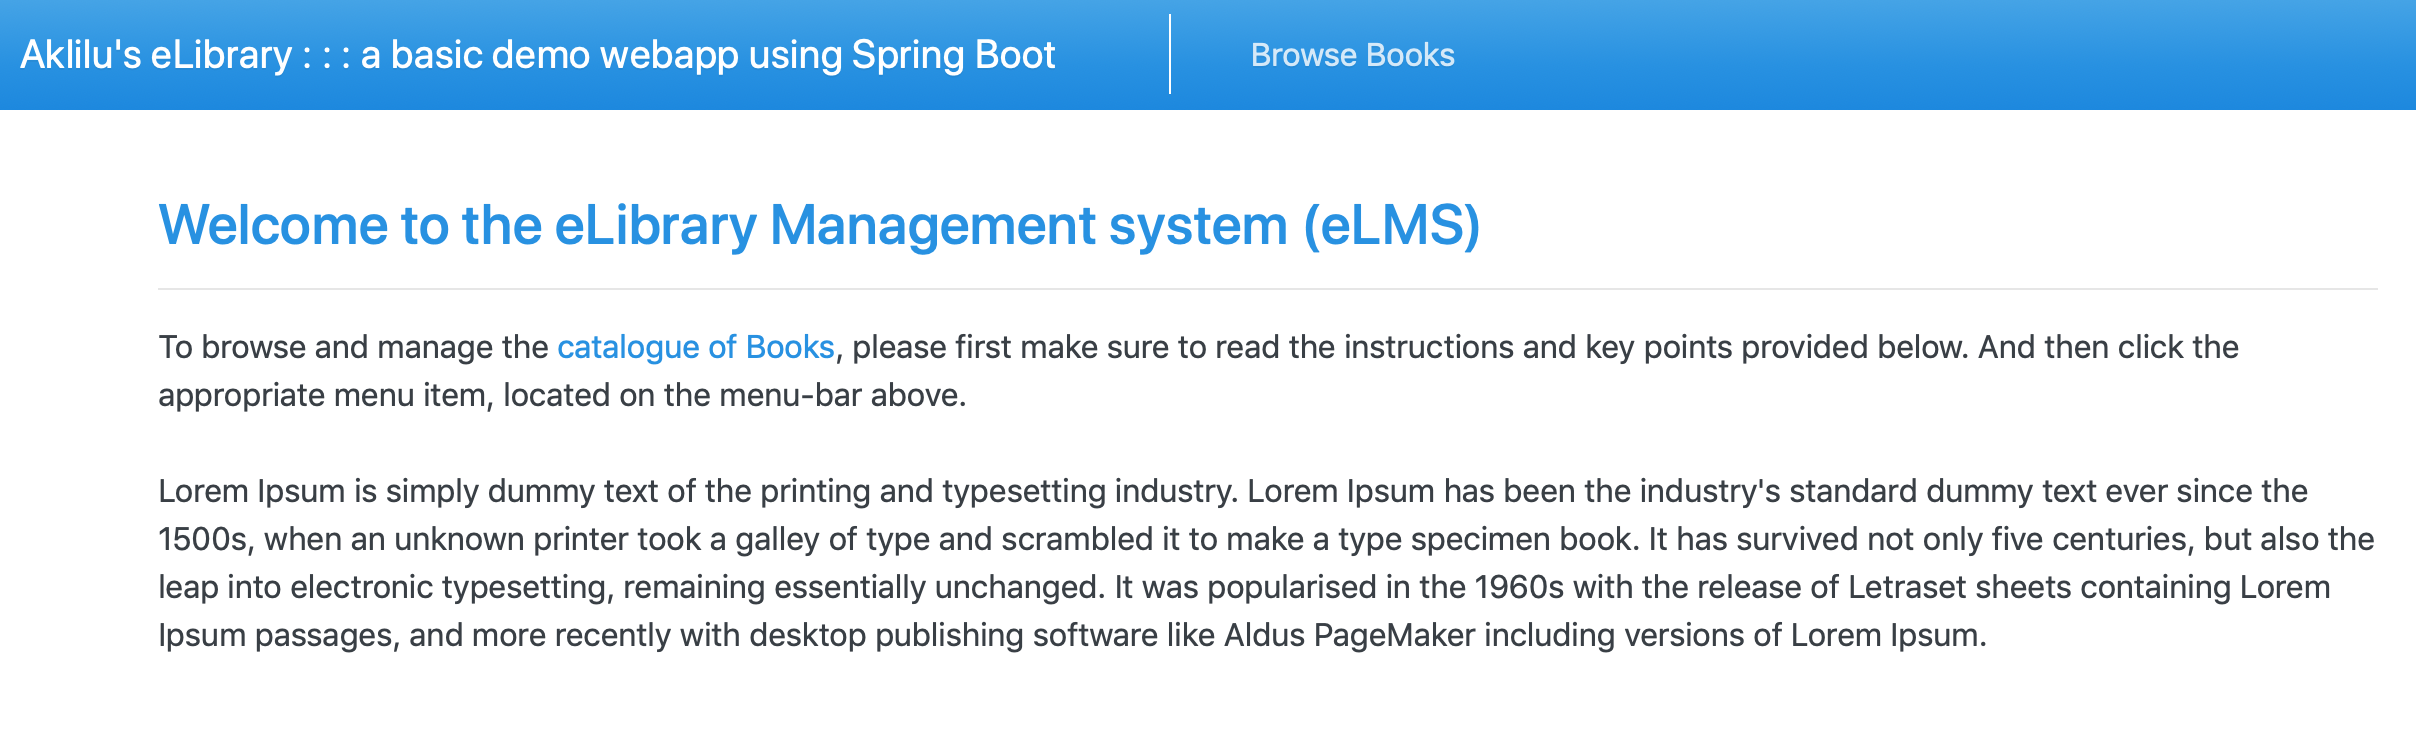 Aklilu's eLibrary : : : a basic demo webapp using Spring Boot
Browse Books
Welcome to the eLibrary Management system (eLMS)
To browse and manage the catalogue of Books, please first make sure to read the instructions and key points provided below. And then click the
appropriate menu item, located on the menu-bar above.
Lorem Ipsum is simply dummy text of the printing and typesetting industry. Lorem Ipsum has been the industry's standard dummy text ever since the
1500s, when an unknown printer took a galley of type and scrambled it to make a type specimen book. It has survived not only five centuries, but also the
leap into electronic typesetting, remaining essentially unchanged. It was popularised in the 1960s with the release of Letraset sheets containing Lorem
Ipsum passages, and more recently with desktop publishing software like Aldus PageMaker including versions of Lorem Ipsum.